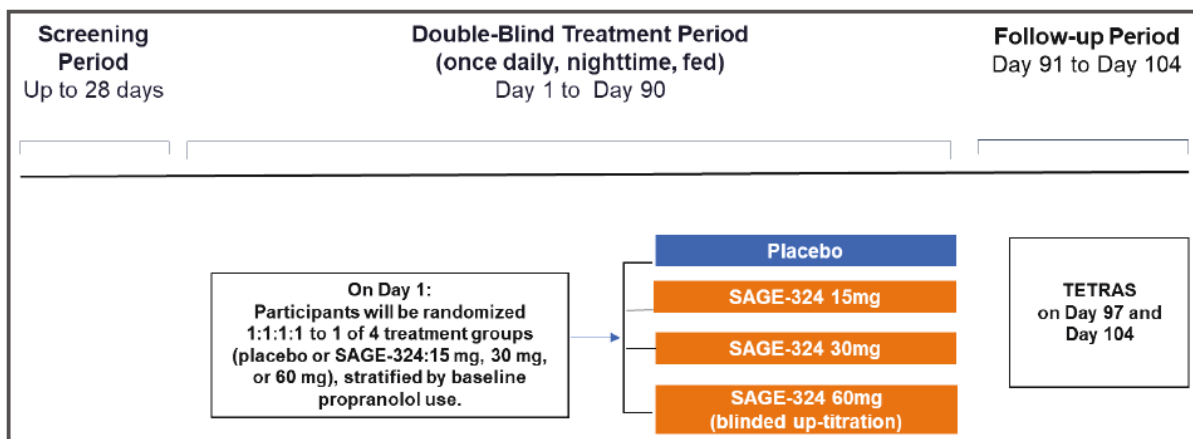 Screening
Period
Up to 28 days
Double-Blind Treatment Period
(once daily, nighttime, fed)
Day 1 to Day 90
Follow-up Period
Day 91 to Day 104
On Day 1:
Participants will be randomized
1:1:1:1 to 1 of 4 treatment groups
(placebo or SAGE-324:15 mg, 30 mg,
or 60 mg), stratified by baseline
propranolol use.
Placebo
SAGE-324 15mg
SAGE-324 30mg
SAGE-324 60mg
(blinded up-titration)
TETRAS
on Day 97 and
Day 104